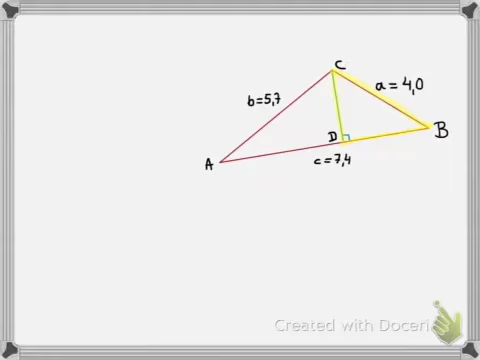 C
a = 4,0
b = 5,7
B
D
A
c = 7,4
Created with Doceri